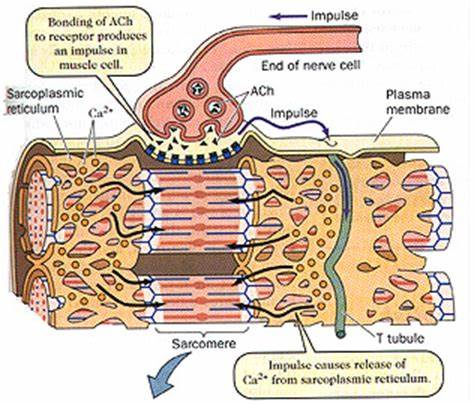 Bonding of ACh
to receptor produces
an impulse in
muscle cell.
Impulse
End of nerve cell
ACh
Impulse
Plasma
membrane
Sarcoplasmic
reticulum
Ca²⁺
Sarcomere
T tubule
Impulse causes release of
Ca²⁺ from sarcoplasmic reticulum.